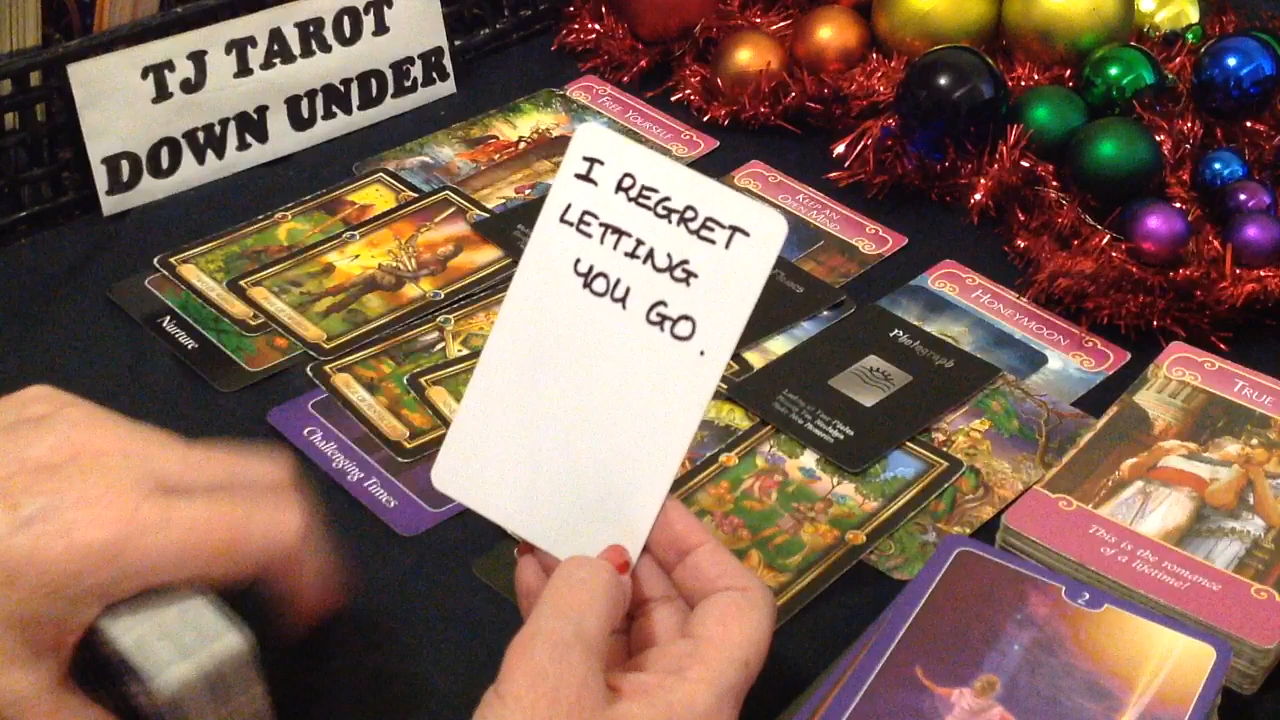 TJ TAROT
DOWN UNDER
FREE YOURSELF
KEEP AN
OPEN MIND
HONEYMOON
TRUE
I REGRET
LETTING
YOU GO.
Nurture
Photograph
Challenging Times
This is the romance
of a lifetime!
2